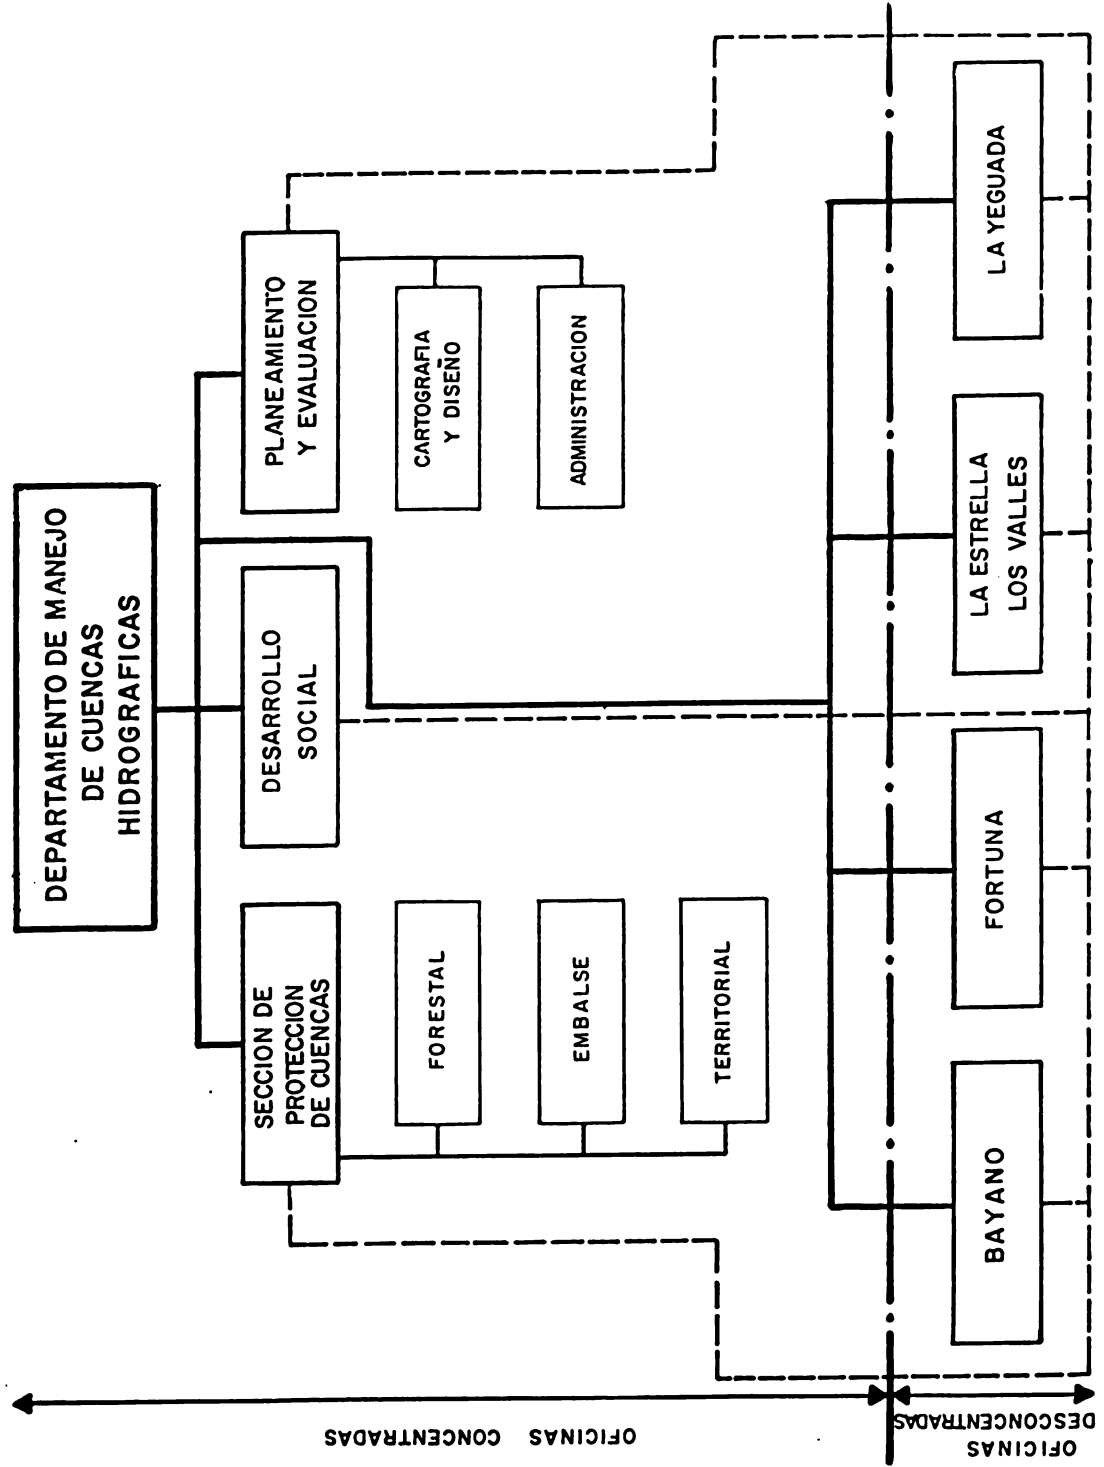 DEPARTAMENTO DE MANEJO
DE CUENCAS
HIDROGRAFICAS
SECCION DE
PROTECCION
DE CUENCAS
DESARROLLO
SOCIAL
PLANEAMIENTO
Y EVALUACION
FORESTAL
EMBALSE
TERRITORIAL
CARTOGRAFIA
Y DISEÑO
ADMINISTRACION
BAYANO
FORTUNA
LA ESTRELLA
LOS VALLES
LA YEGUADA
OFICINAS CONCENTRADAS
OFICINAS
DESCONCENTRADAS